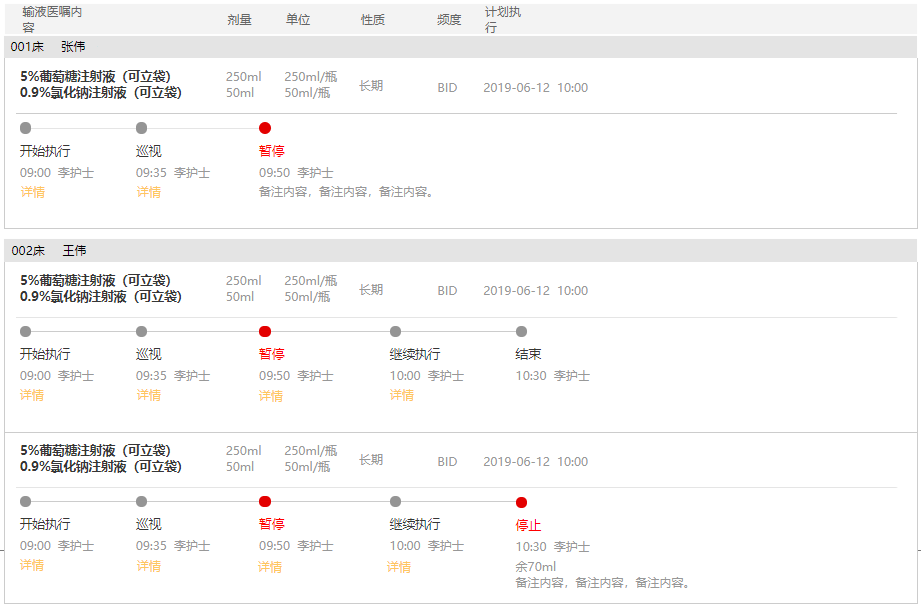 输液医嘱内容 剂量 单位 性质 频度 计划执行
001床 张伟
5%葡萄糖注射液（可立袋） 250ml 250ml/瓶 长期 BID 2019-06-12 10:00
0.9%氯化钠注射液（可立袋） 50ml 50ml/瓶
开始执行 巡视 暂停
09:00 李护士 09:35 李护士 09:50 李护士
详情 详情 备注内容，备注内容，备注内容。
002床 王伟
5%葡萄糖注射液（可立袋） 250ml 250ml/瓶 长期 BID 2019-06-12 10:00
0.9%氯化钠注射液（可立袋） 50ml 50ml/瓶
开始执行 巡视 暂停 继续执行 结束
09:00 李护士 09:35 李护士 09:50 李护士 10:00 李护士 10:30 李护士
详情 详情 详情 详情
5%葡萄糖注射液（可立袋） 250ml 250ml/瓶 长期 BID 2019-06-12 10:00
0.9%氯化钠注射液（可立袋） 50ml 50ml/瓶
开始执行 巡视 暂停 继续执行 停止
09:00 李护士 09:35 李护士 09:50 李护士 10:00 李护士 10:30 李护士
详情 详情 详情 详情 余70ml
备注内容，备注内容，备注内容。